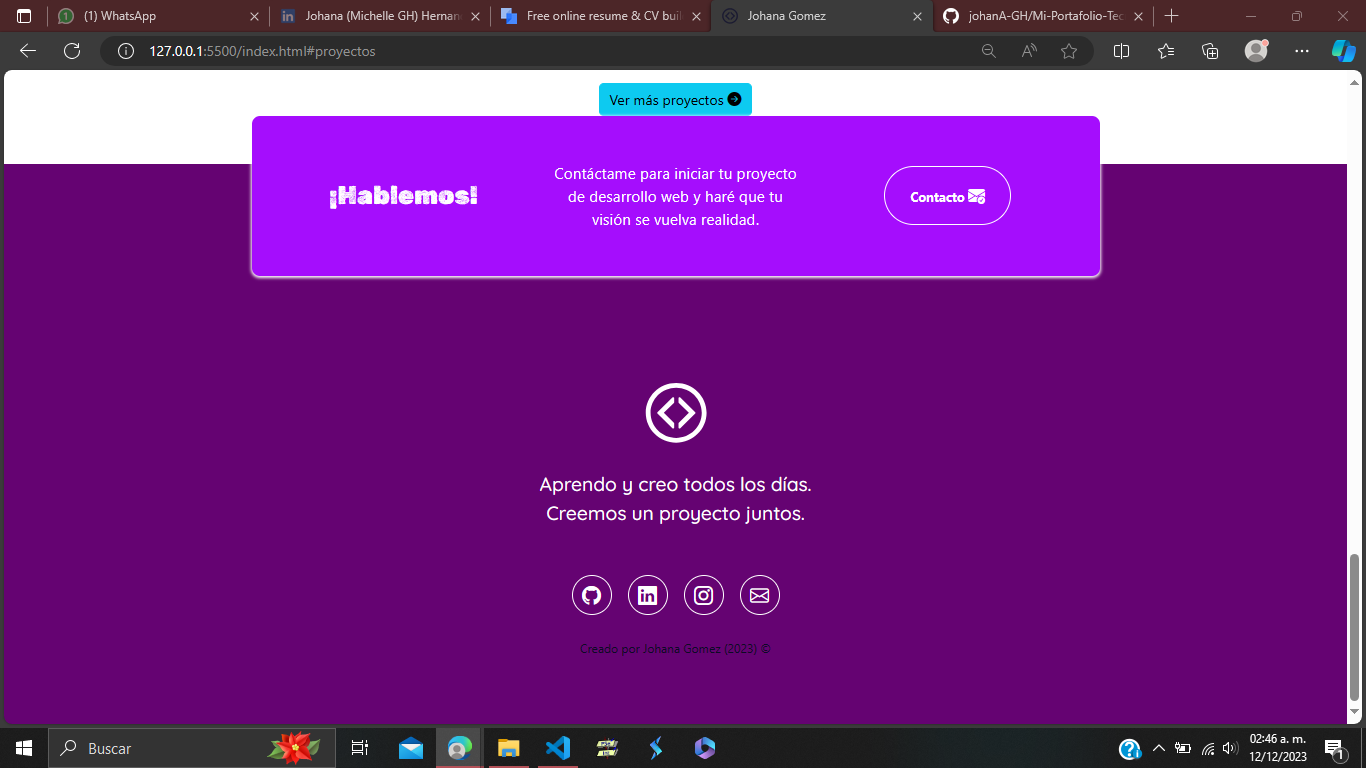 (1) WhatsApp
Johana (Michelle GH) Hernan
Free online resume & CV buil
Johana Gomez
johanA-GH/Mi-Portafolio-Tec
127.0.0.1:5500/index.html#proyectos
Ver más proyectos
¡Hablemos!
Contáctame para iniciar tu proyecto
de desarrollo web y haré que tu
visión se vuelva realidad.
Contacto
Aprendo y creo todos los días.
Creemos un proyecto juntos.
Creado por Johana Gomez (2023) ©
Buscar
02:46 a. m.
12/12/2023
1